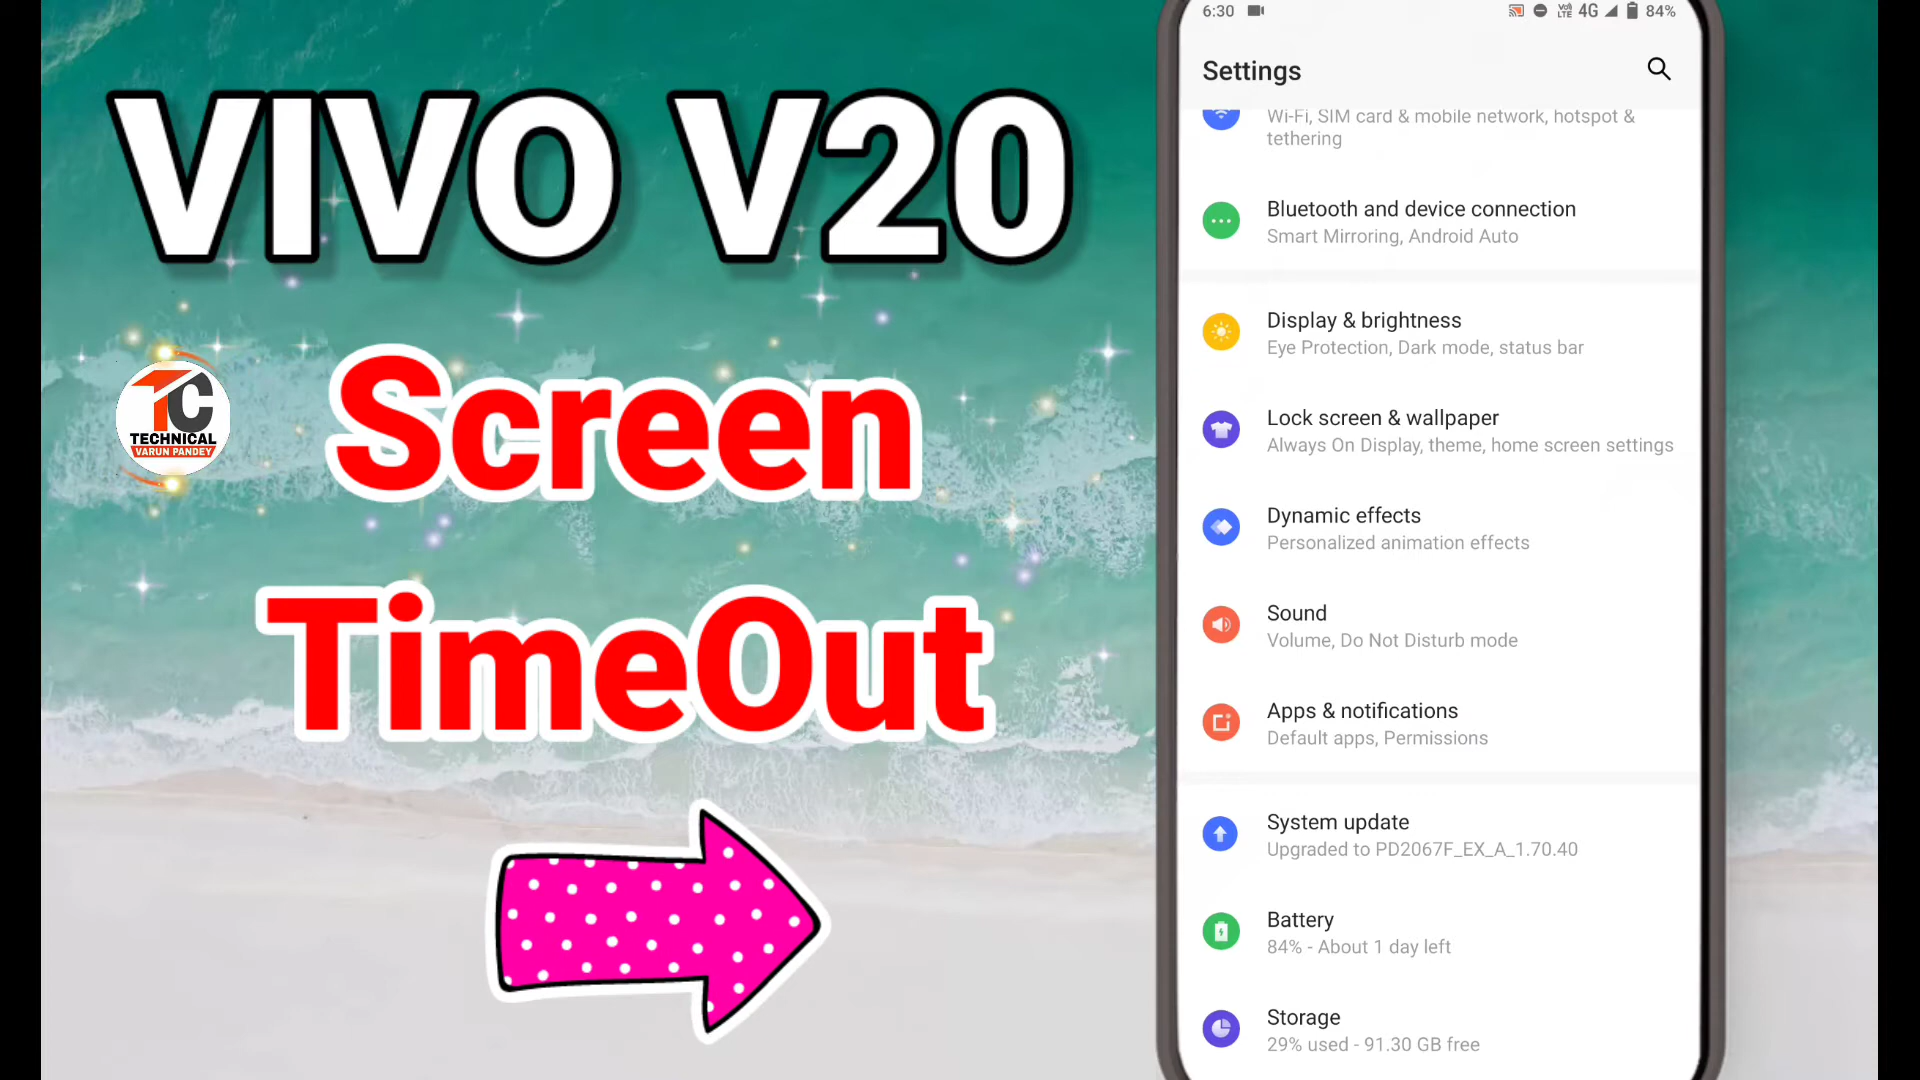 VIVO V20
Screen
TimeOut
TC
TECHNICAL
VARUN PANDEY
6:30
Vo)
LTE
4G
84%
Settings
Wi-Fi, SIM card & mobile network, hotspot &
tethering
Bluetooth and device connection
Smart Mirroring, Android Auto
Display & brightness
Eye Protection, Dark mode, status bar
Lock screen & wallpaper
Always On Display, theme, home screen settings
Dynamic effects
Personalized animation effects
Sound
Volume, Do Not Disturb mode
Apps & notifications
Default apps, Permissions
System update
Upgraded to PD2067F_EX_A_1.70.40
Battery
84% - About 1 day left
Storage
29% used - 91.30 GB free